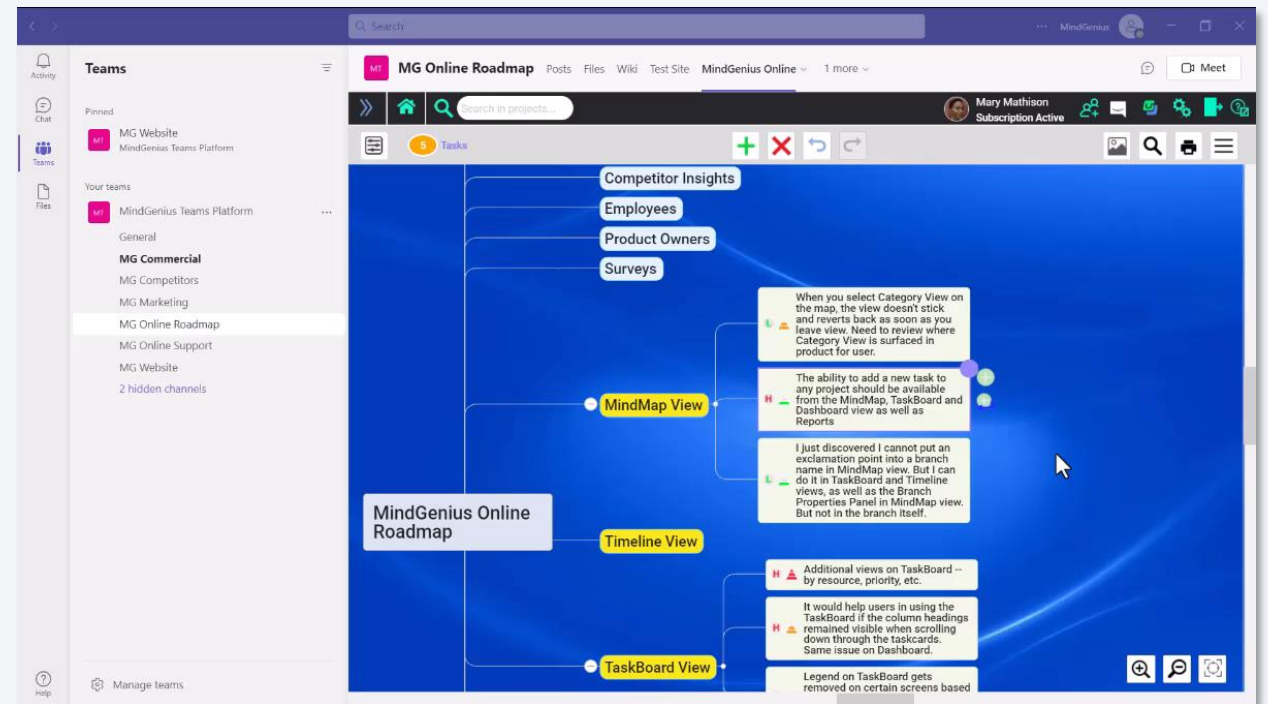 Search
MindGenius
Activity
Chat
Teams
Files
Help
Teams
Pinned
MT
MG Website
MindGenius Teams Platform
Your teams
MT
MindGenius Teams Platform
General
MG Commercial
MG Competitors
MG Marketing
MG Online Roadmap
MG Online Support
MG Website
2 hidden channels
Manage teams
MT
MG Online Roadmap
Posts
Files
Wiki
Test Site
MindGenius Online
1 more
Meet
Search in projects...
Mary Mathison
Subscription Active
5
Tasks
Competitor Insights
Employees
Product Owners
Surveys
MindGenius Online
Roadmap
MindMap View
L
When you select Category View on
the map, the view doesn't stick
and reverts back as soon as you
leave view. Need to review where
Category View is surfaced in
product for user.
H
The ability to add a new task to
any project should be available
from the MindMap, TaskBoard and
Dashboard view as well as
Reports
L
I just discovered I cannot put an
exclamation point into a branch
name in MindMap view. But I can
do it in TaskBoard and Timeline
views, as well as the Branch
Properties Panel in MindMap view.
But not in the branch itself.
Timeline View
TaskBoard View
H
Additional views on TaskBoard --
by resource, priority, etc.
H
It would help users in using the
TaskBoard if the column headings
remained visible when scrolling
down through the taskcards.
Same issue on Dashboard.
Legend on TaskBoard gets
removed on certain screens based